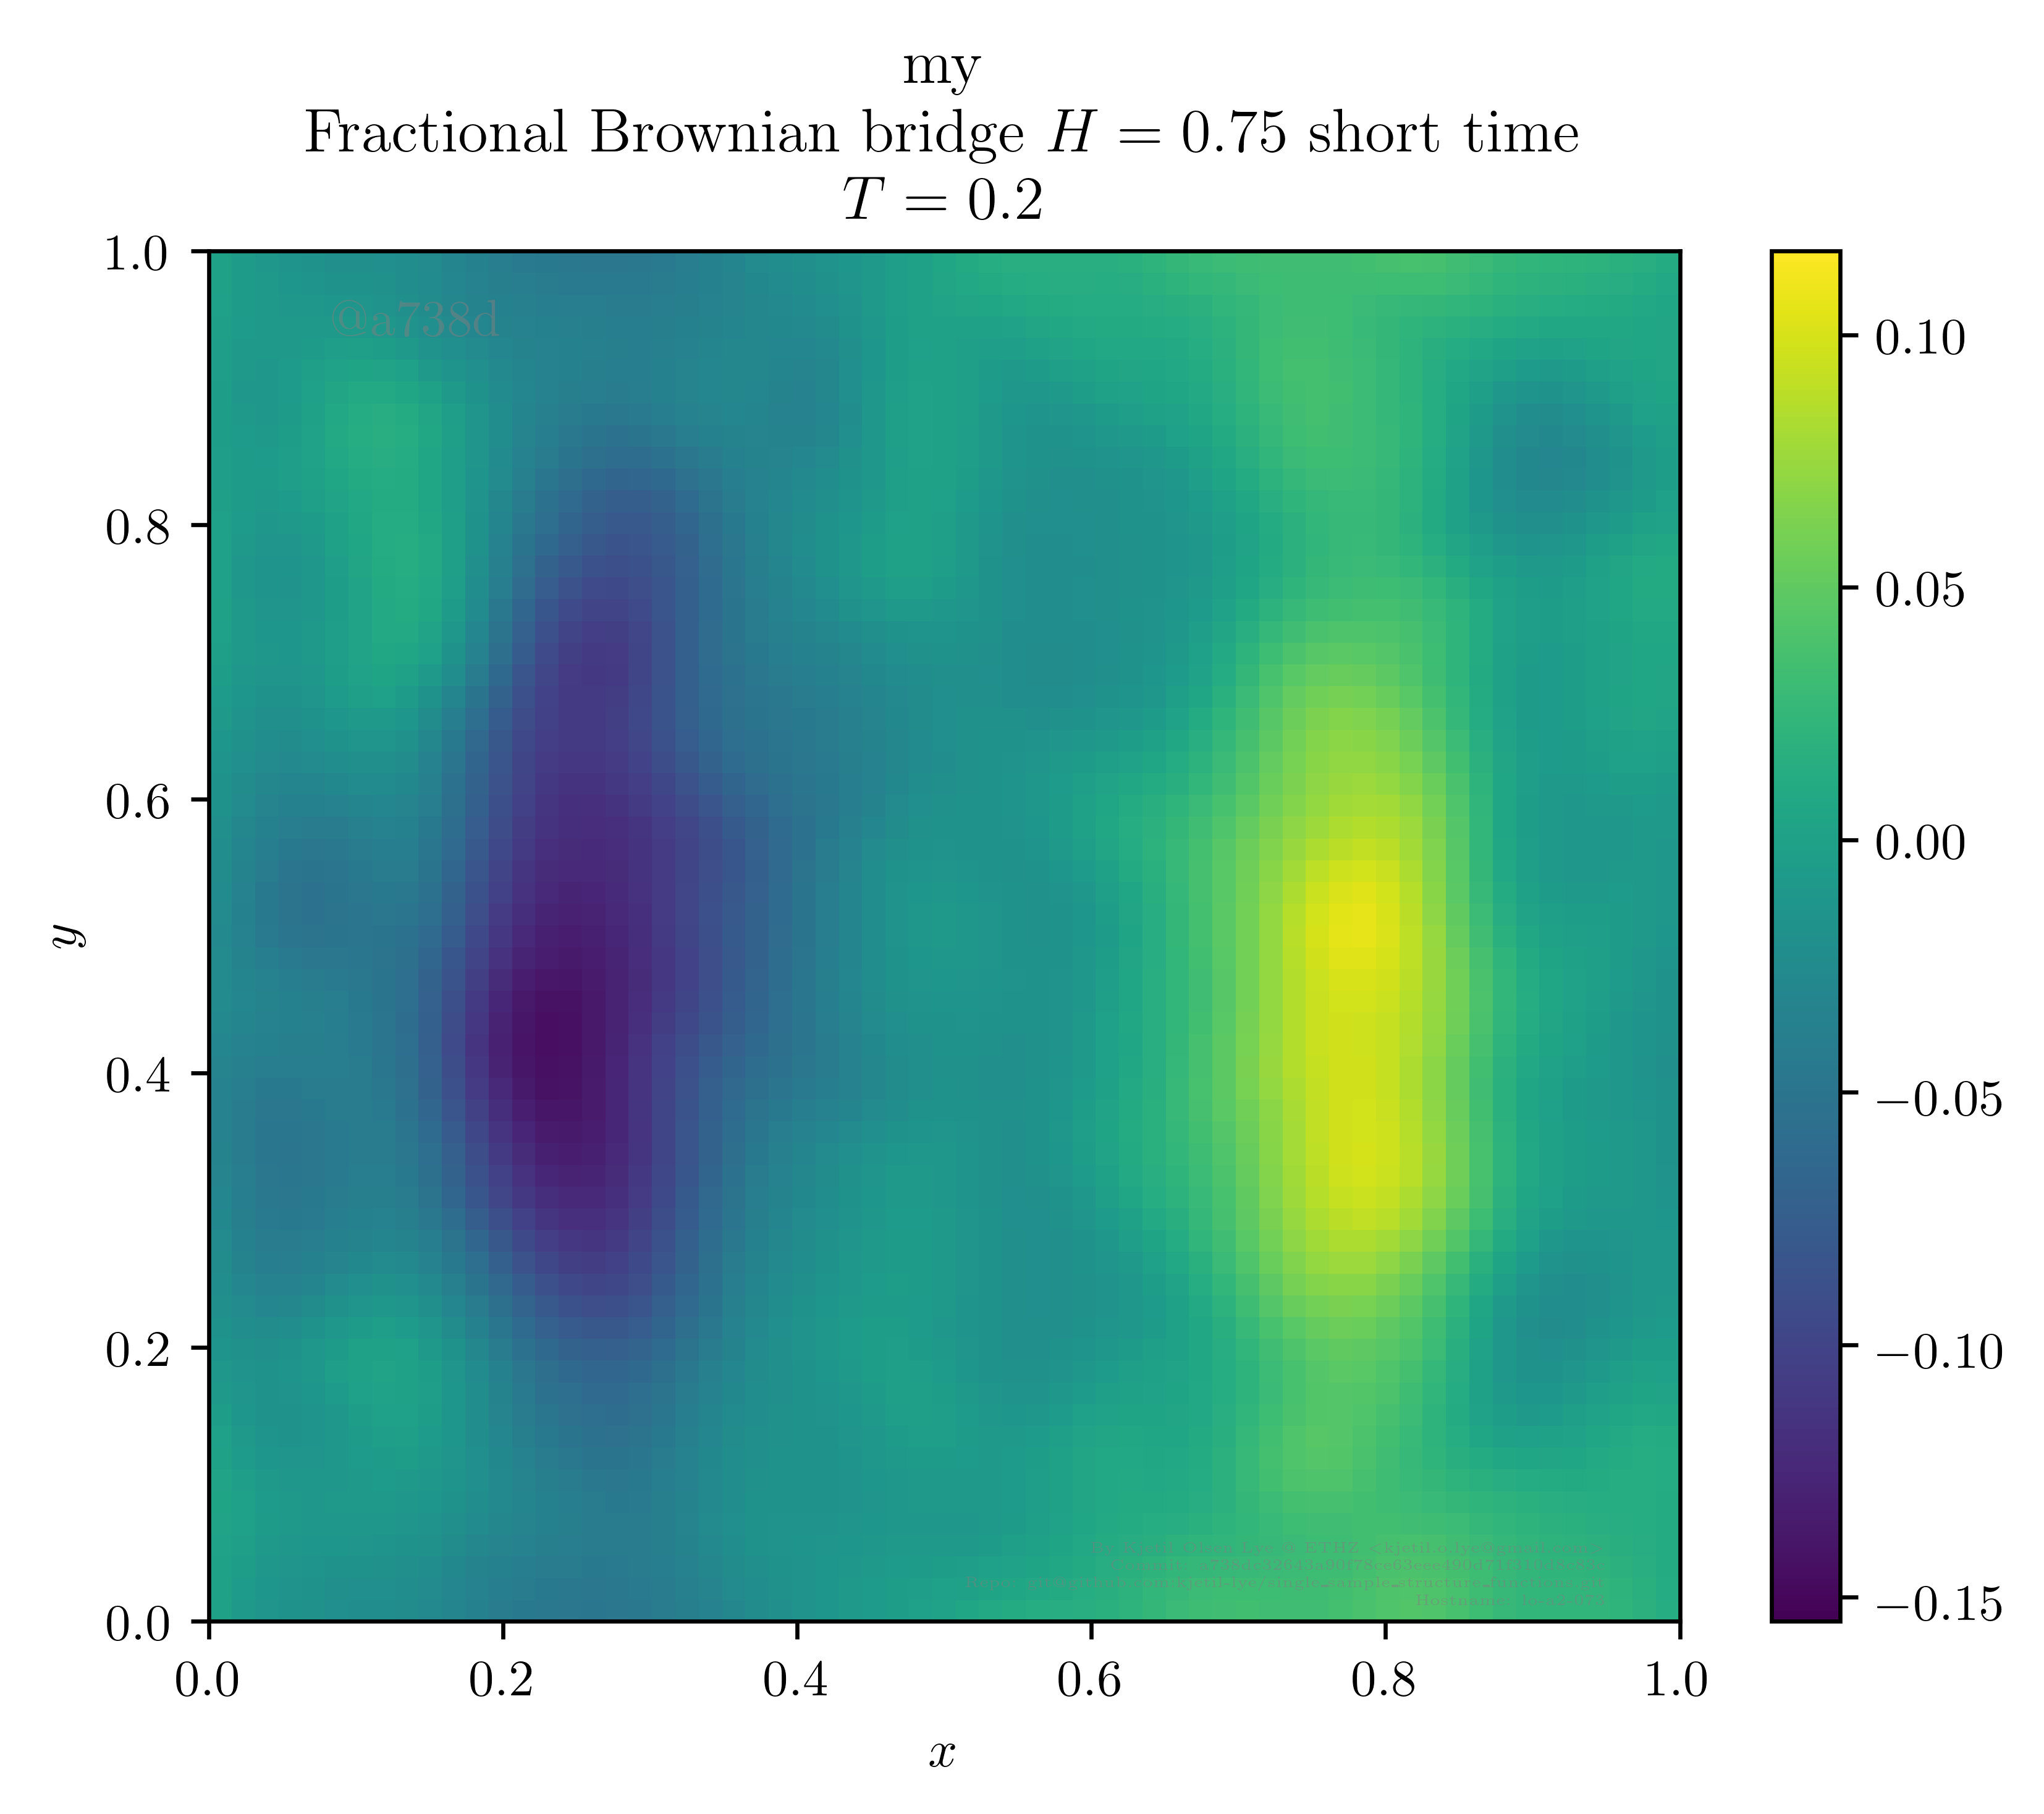 my
Fractional Brownian bridge H = 0.75 short time
T = 0.2
@a738d
1.0
0.8
0.6
0.4
0.2
0.0
y
0.0 0.2 0.4 0.6 0.8 1.0
x
0.10
0.05
0.00
−0.05
−0.10
−0.15
Hostname: